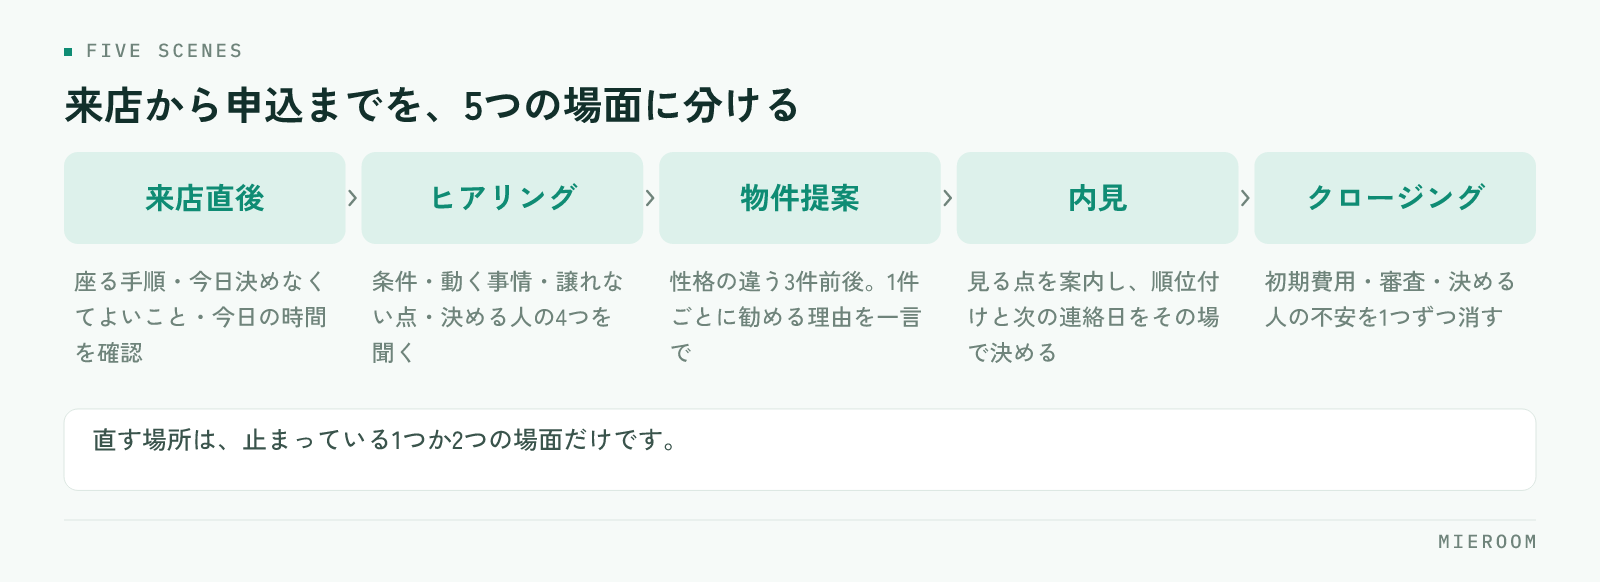 FIVE SCENES
来店から申込までを、5つの場面に分ける
来店直後
ヒアリング
物件提案
内見
クロージング
座る手順・今日決めなく
てよいこと・今日の時間
を確認
条件・動く事情・譲れな
い点・決める人の4つを
聞く
性格の違う3件前後。1件
ごとに勧める理由を一言
で
見る点を案内し、順位付
けと次の連絡日をその場
で決める
初期費用・審査・決める
人の不安を1つずつ消す
直す場所は、止まっている1つか2つの場面だけです。
MIEROOM